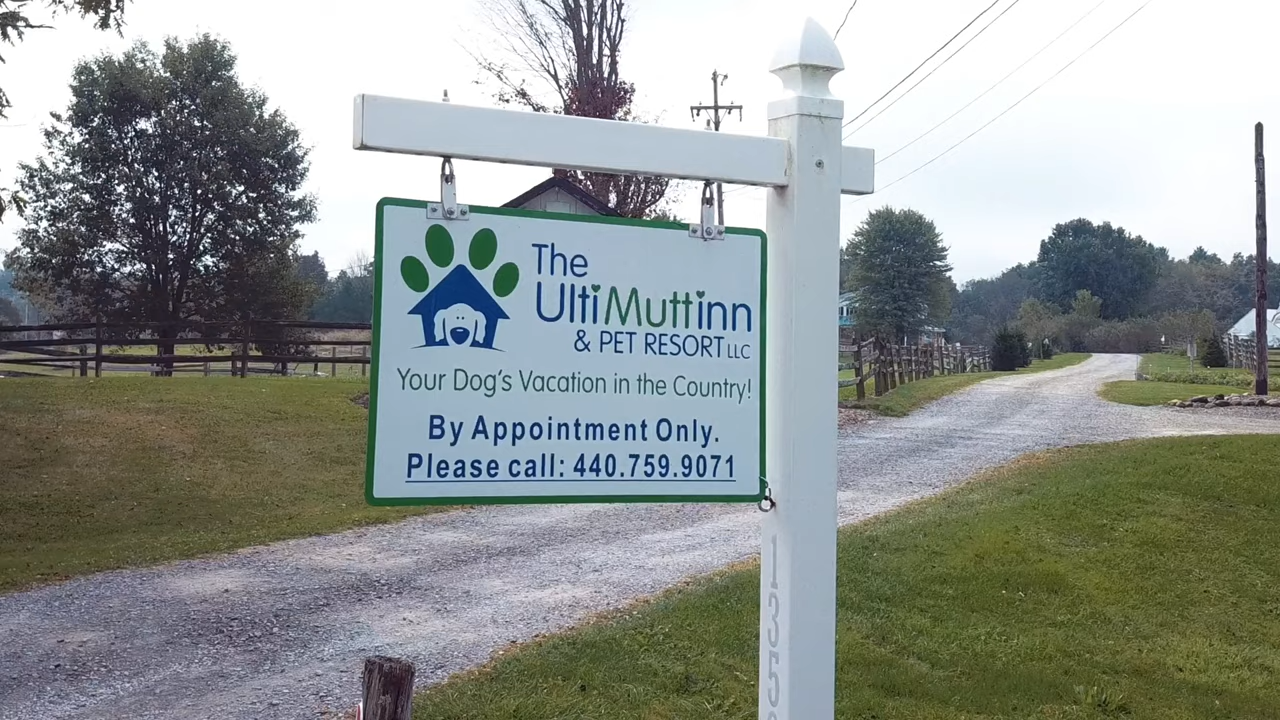 The
UltiMuttinn
& PET RESORT LLC
Your Dog's Vacation in the Country!
By Appointment Only.
Please call: 440.759.9071